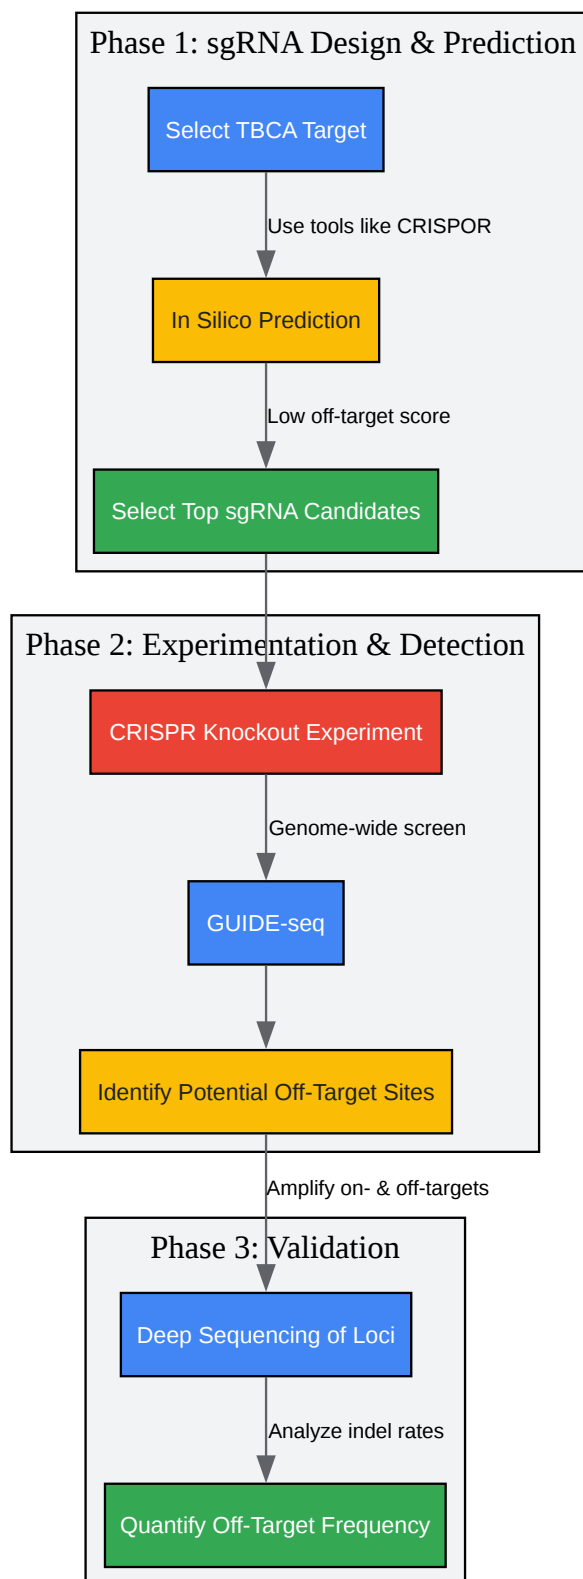 Phase 1: sgRNA Design & Prediction
Select TBCA Target
Use tools like CRISPOR
In Silico Prediction
Low off-target score
Select Top sgRNA Candidates
Phase 2: Experimentation & Detection
CRISPR Knockout Experiment
Genome-wide screen
GUIDE-seq
Identify Potential Off-Target Sites
Amplify on- & off-targets
Phase 3: Validation
Deep Sequencing of Loci
Analyze indel rates
Quantify Off-Target Frequency